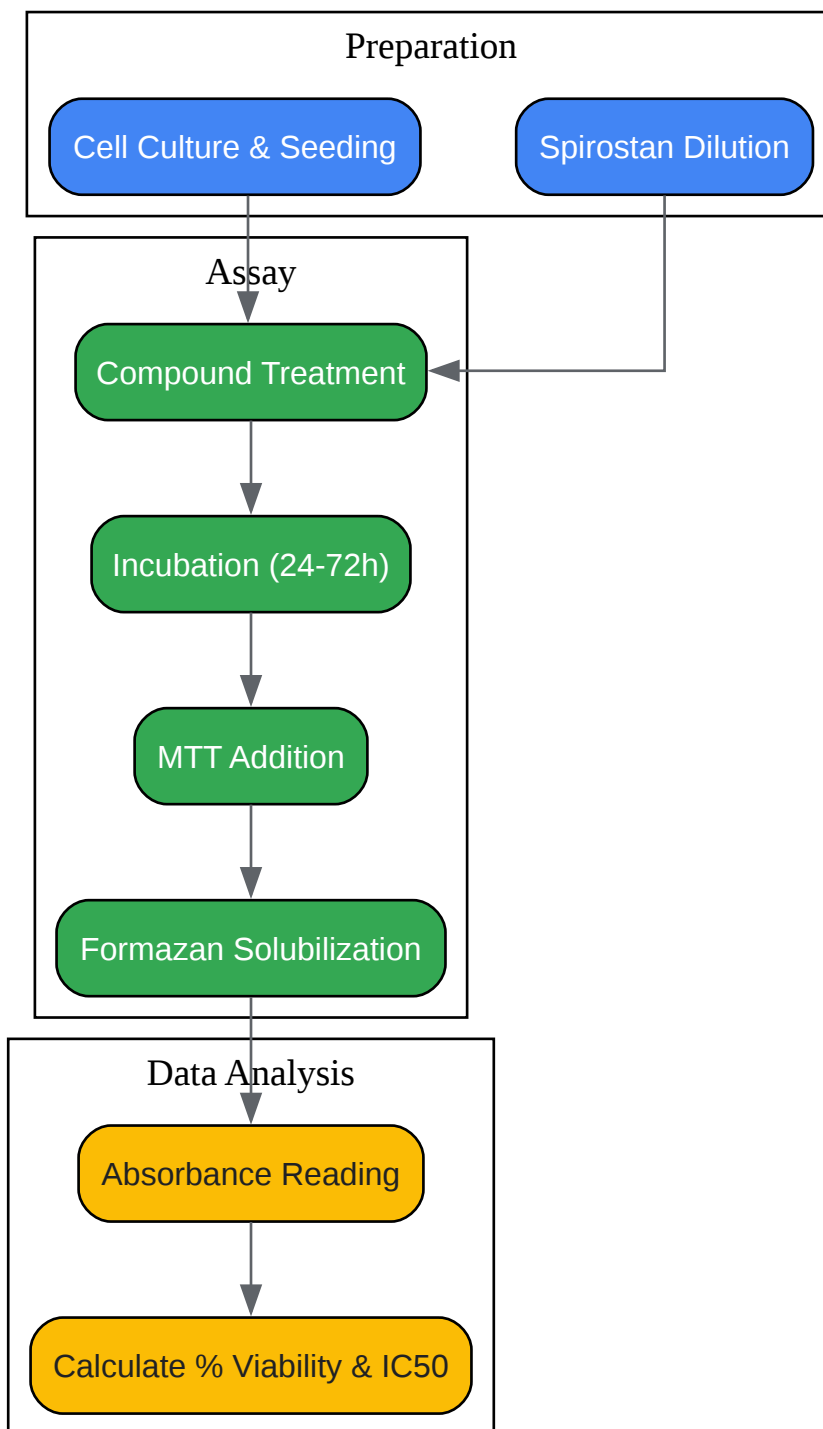 Preparation
Cell Culture & Seeding
Spirostan Dilution
Assay
Compound Treatment
Incubation (24-72h)
MTT Addition
Formazan Solubilization
Data Analysis
Absorbance Reading
Calculate % Viability & IC50